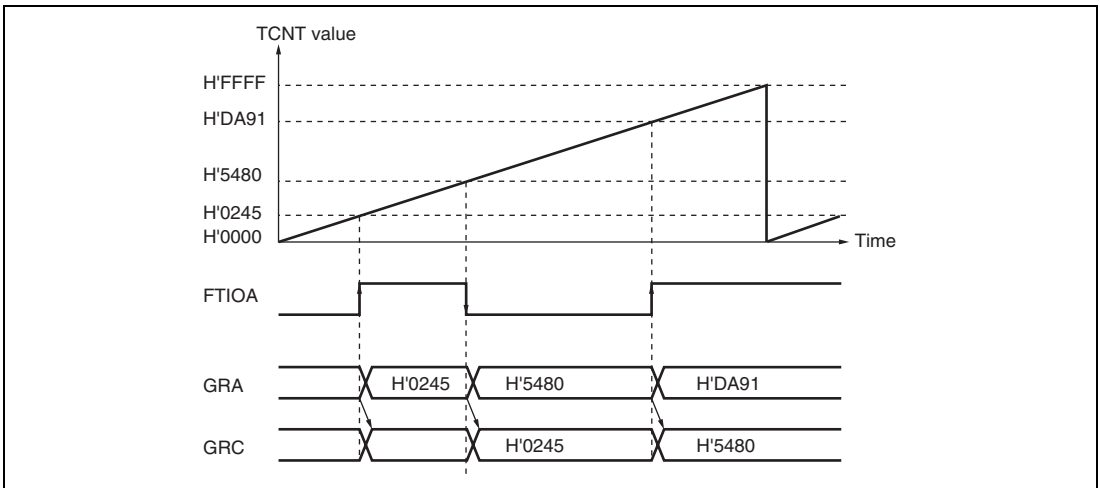 TCNT value
H'FFFF
H'DA91
H'5480
H'0245
H'0000
Time
FTIOA
GRA H'0245 H'5480 H'DA91
GRC H'0245 H'5480